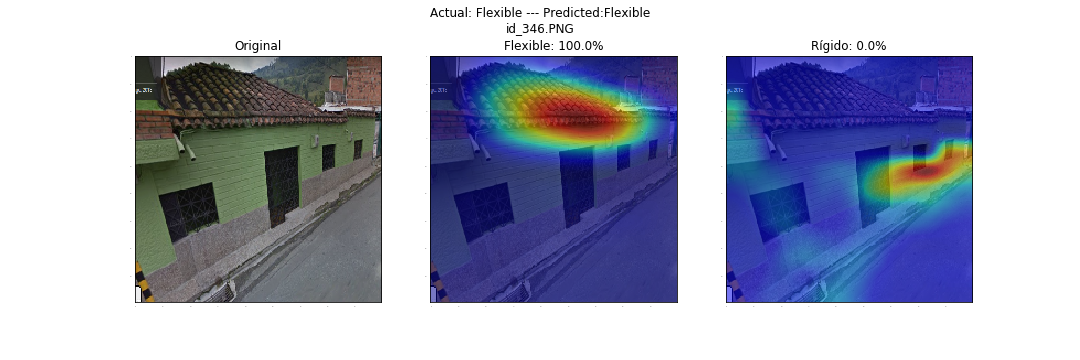 Actual: Flexible --- Predicted:Flexible
id_346.PNG
Original
Flexible: 100.0%
Rígido: 0.0%